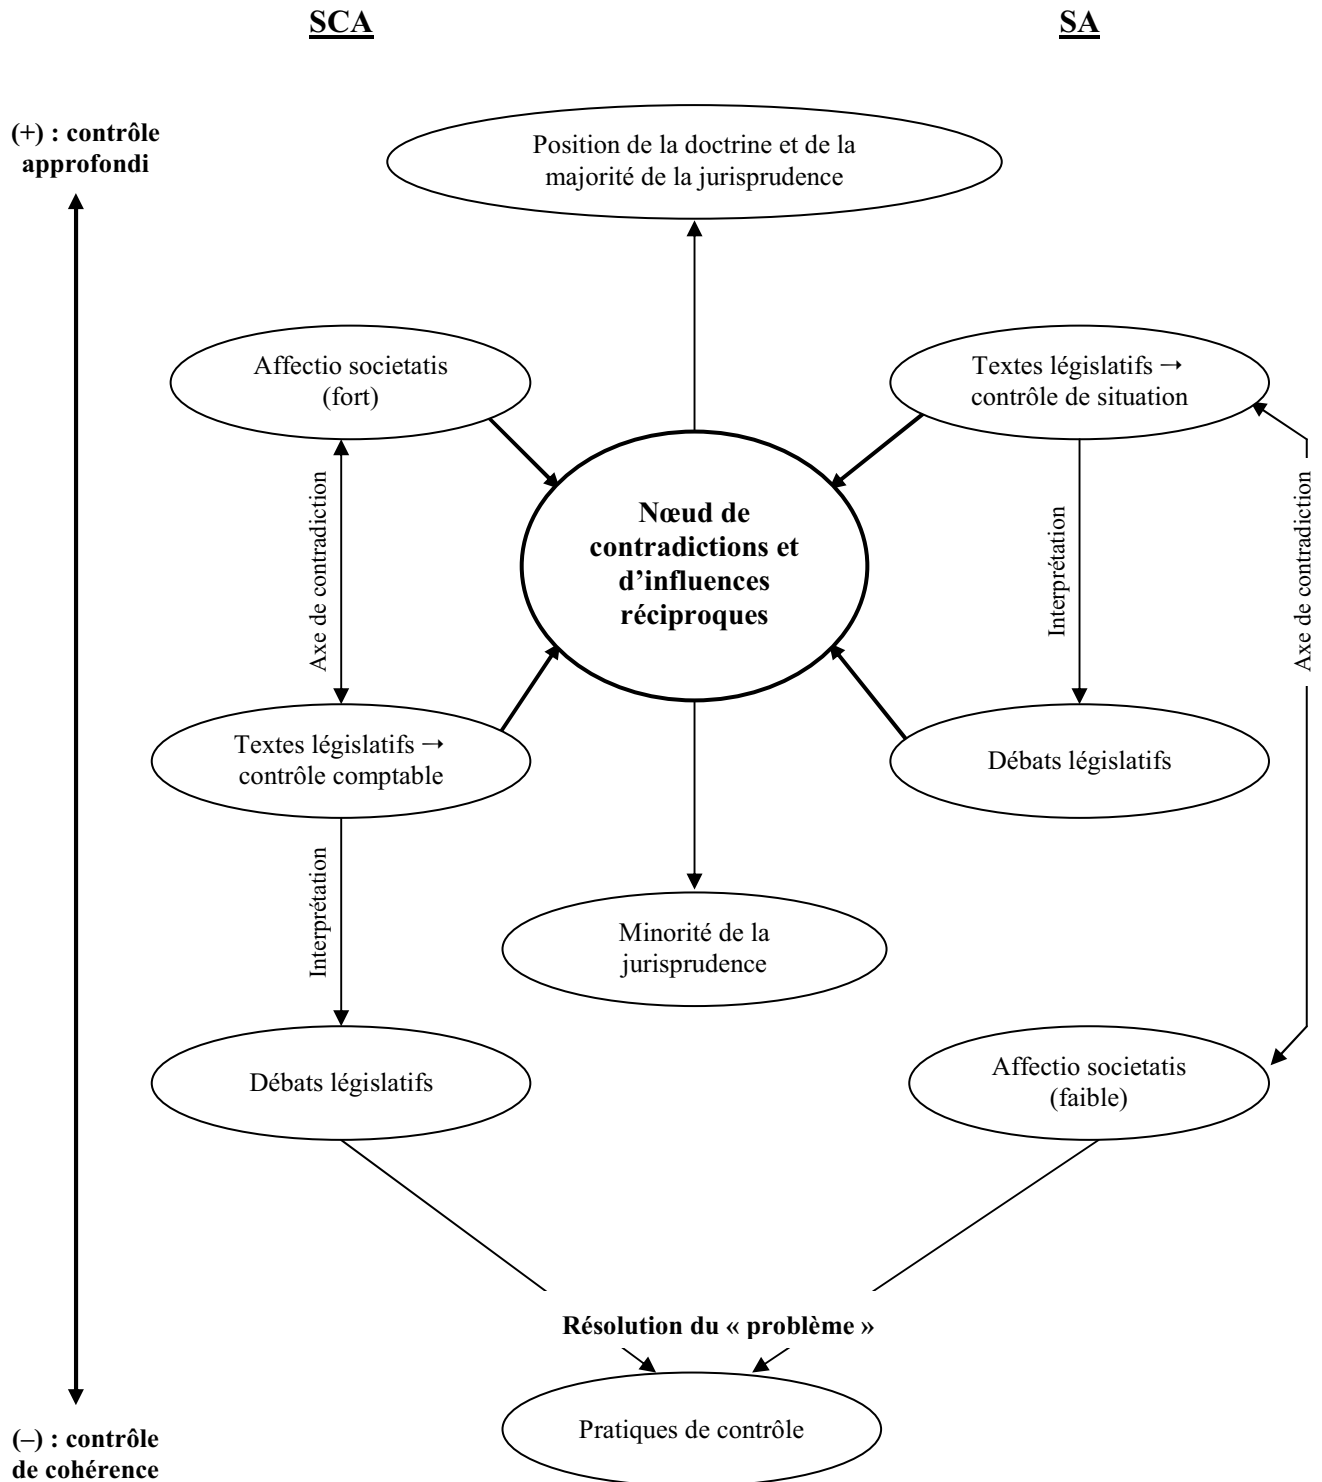 SCA
SA
(+) : contrôle
approfondi
Position de la doctrine et de la
majorité de la jurisprudence
Affectio societatis
(fort)
Textes législatifs →
contrôle de situation
Axe de contradiction
Nœud de
contradictions et
d’influences
réciproques
Interprétation
Axe de contradiction
Textes législatifs →
contrôle comptable
Débats législatifs
Interprétation
Minorité de la
jurisprudence
Débats législatifs
Affectio societatis
(faible)
Résolution du « problème »
Pratiques de contrôle
(–) : contrôle
de cohérence